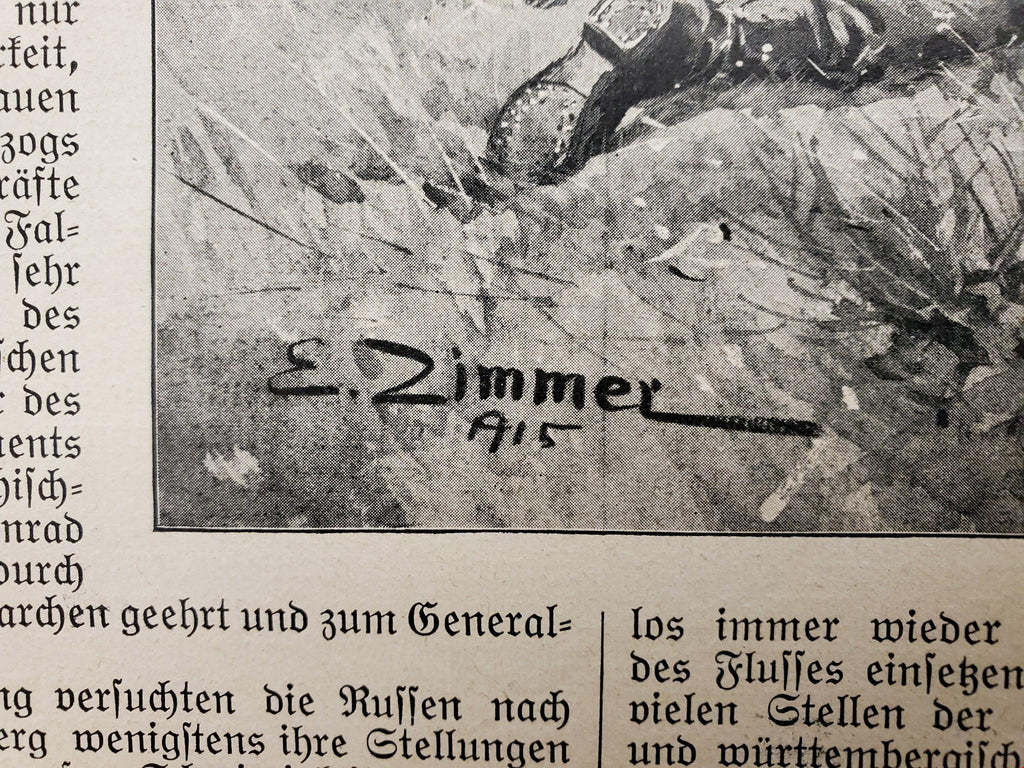 nur
rkeit,
auen
zogs
räfte
Fal=
ſehr
des
ſchen
r des
ments
hiſch=
nrad
durch
archen geehrt und zum General=
ng verſuchten die Ruſſen nach
erg wenigſtens ihre Stellungen
E. Zimmer
1915
los immer wieder
des Fluſſes einſetzen
vielen Stellen der
und württembergiſch